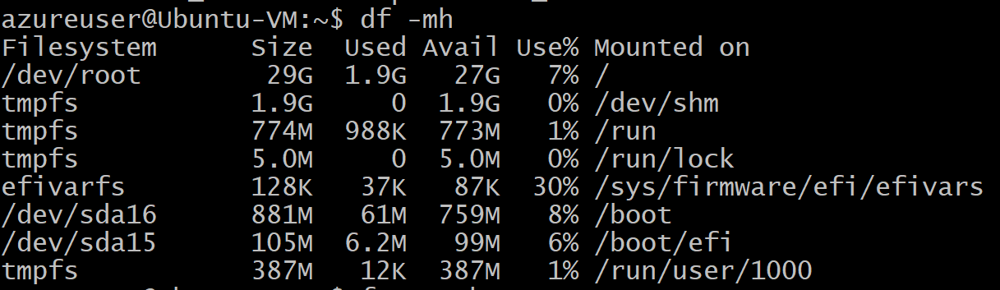 azureuser@Ubuntu-VM:~$ df -mh
Filesystem      Size  Used Avail Use% Mounted on
/dev/root        29G  1.9G   27G   7% /
tmpfs           1.9G     0  1.9G   0% /dev/shm
tmpfs           774M  988K  773M   1% /run
tmpfs           5.0M     0  5.0M   0% /run/lock
efivarfs        128K   37K   87K  30% /sys/firmware/efi/efivars
/dev/sda16      881M   61M  759M   8% /boot
/dev/sda15      105M  6.2M   99M   6% /boot/efi
tmpfs           387M   12K  387M   1% /run/user/1000